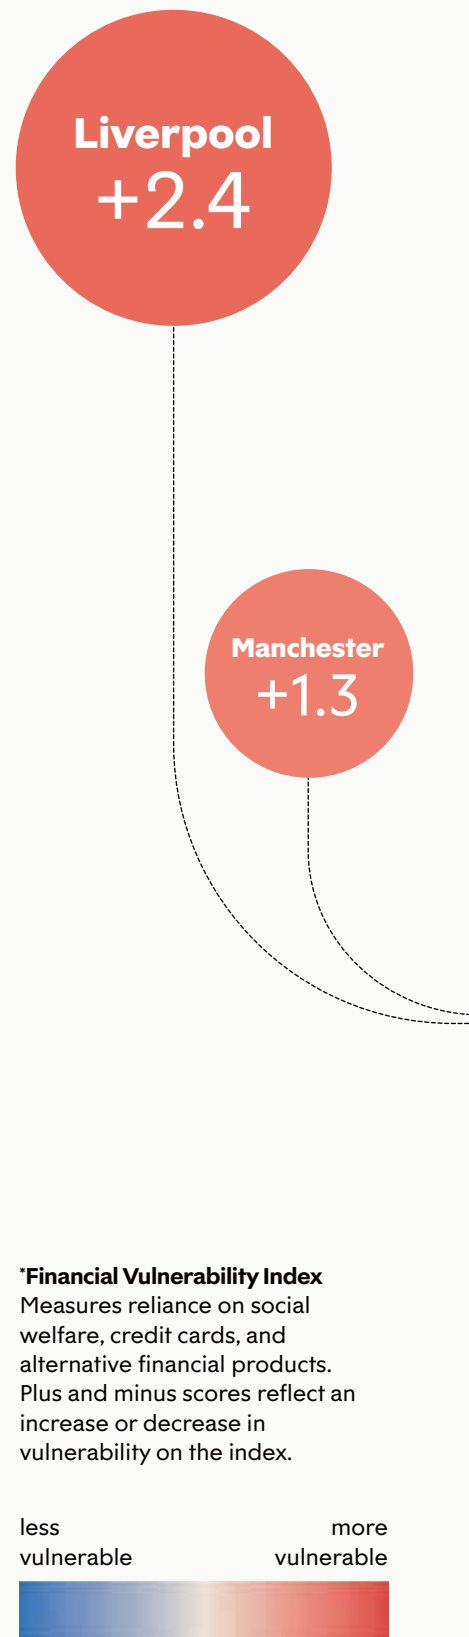 Liverpool
+2.4
Manchester
+1.3
*Financial Vulnerability Index
Measures reliance on social
welfare, credit cards, and
alternative financial products.
Plus and minus scores reflect an
increase or decrease in
vulnerability on the index.
less more
vulnerable vulnerable